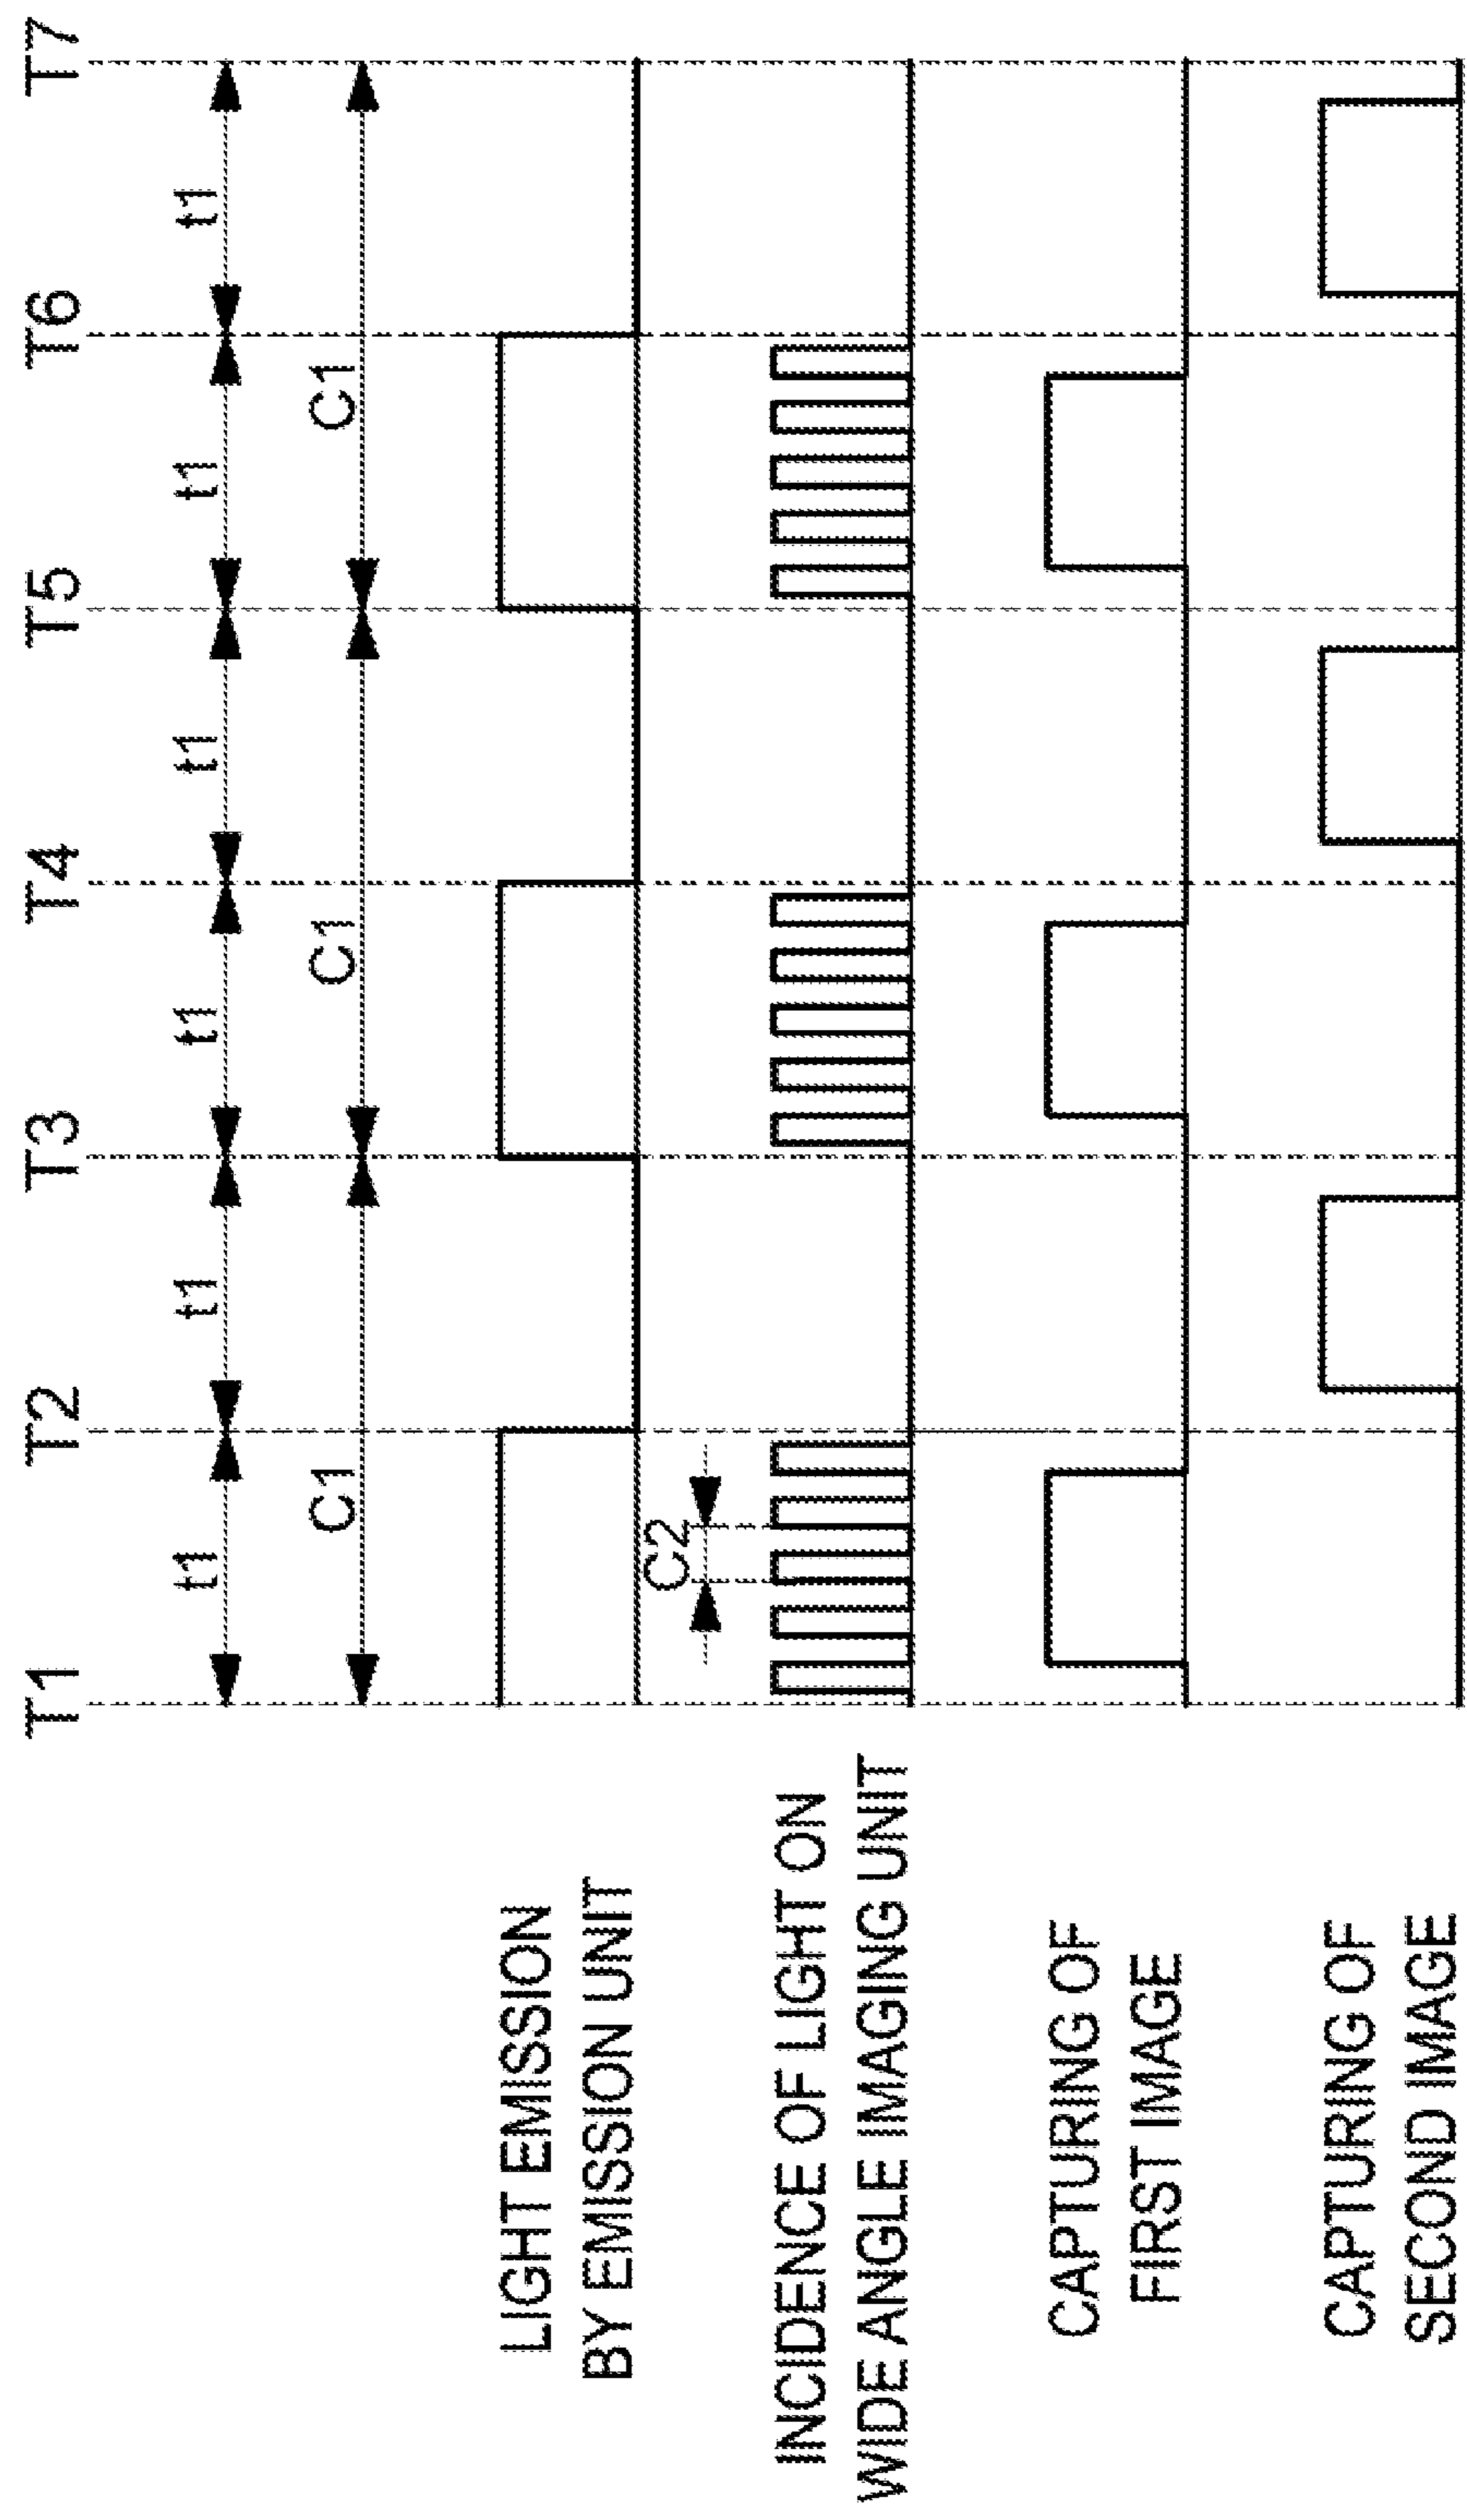 T1 T2 T3 T4 T5 T6 T7
t1 t1 t1 t1 t1 t1
C1 C1 C1
LIGHT EMISSION
BY EMISSION UNIT
C2
INCIDENCE OF LIGHT ON
WIDE ANGLE IMAGING UNIT
CAPTURING OF
FIRST IMAGE
CAPTURING OF
SECOND IMAGE